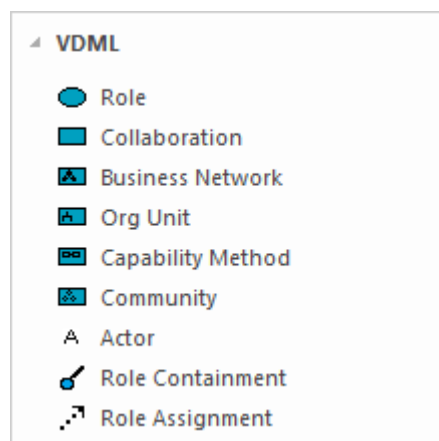 VDML
Role
Collaboration
Business Network
Org Unit
Capability Method
Community
A Actor
Role Containment
Role Assignment